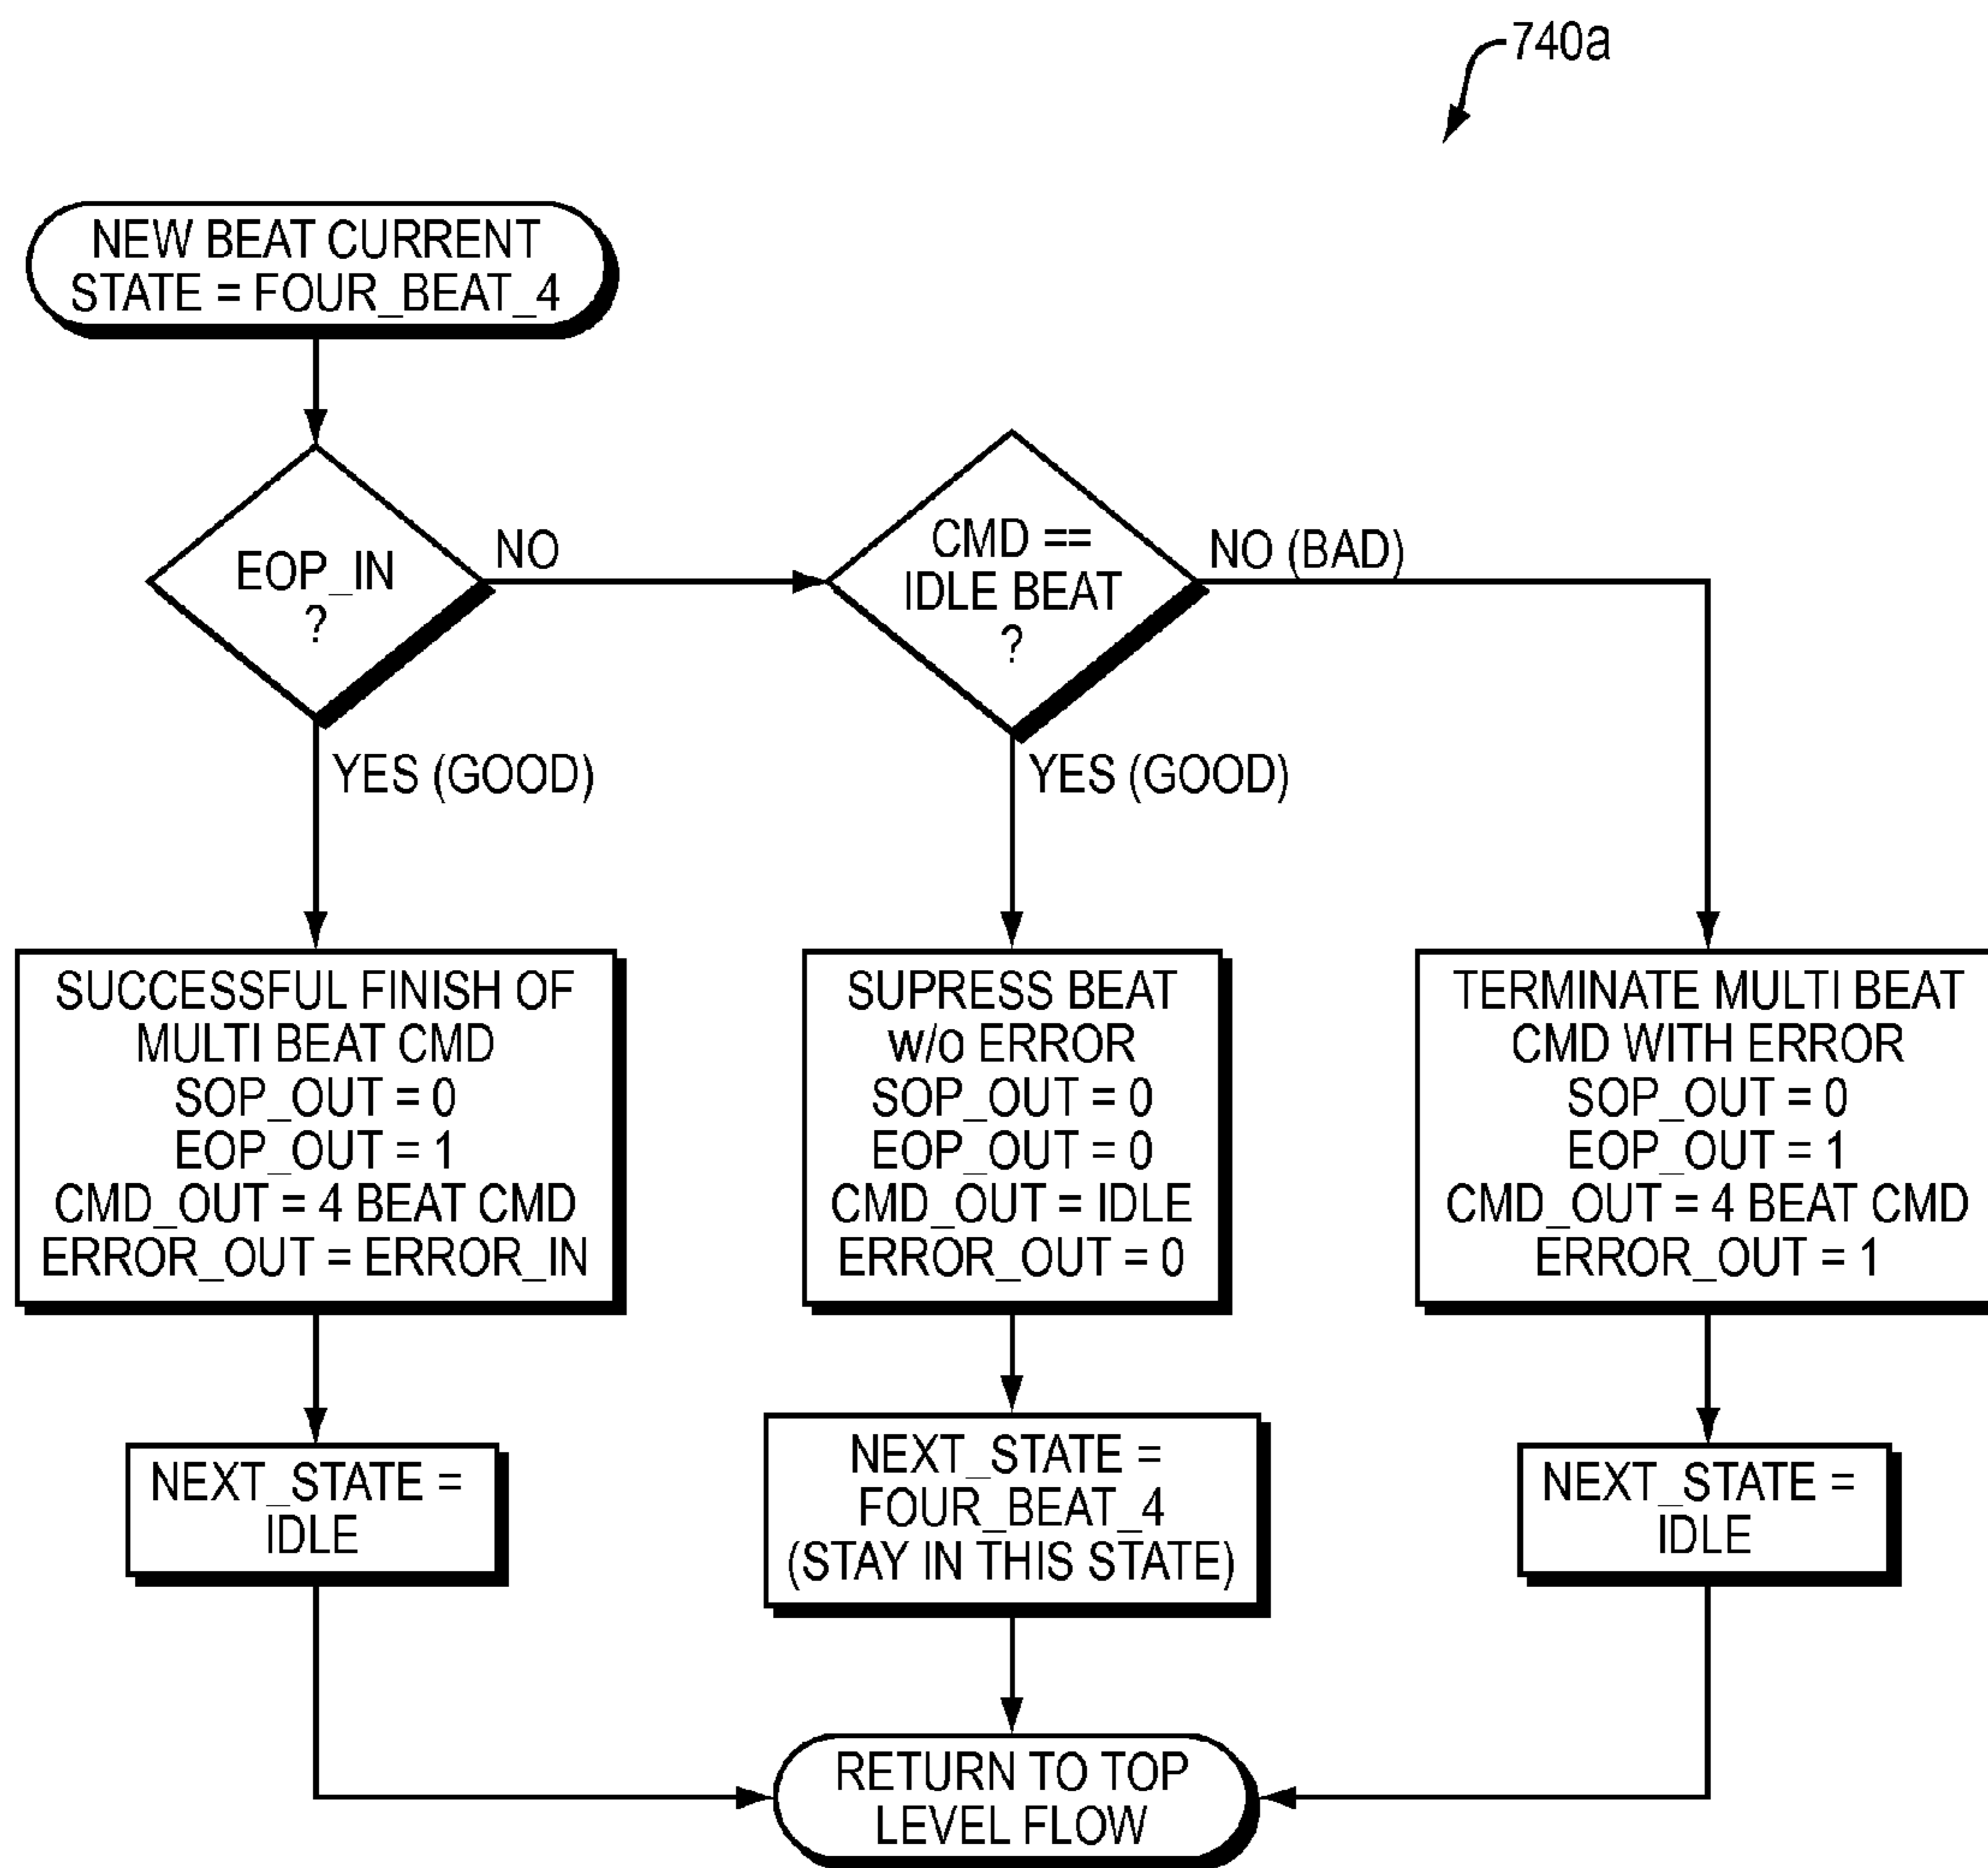 740a
NEW BEAT CURRENT
STATE = FOUR_BEAT_4
EOP_IN
?
NO
CMD ==
IDLE BEAT
?
NO (BAD)
YES (GOOD)
YES (GOOD)
SUCCESSFUL FINISH OF
MULTI BEAT CMD
SOP_OUT = 0
EOP_OUT = 1
CMD_OUT = 4 BEAT CMD
ERROR_OUT = ERROR_IN
SUPRESS BEAT
w/o ERROR
SOP_OUT = 0
EOP_OUT = 0
CMD_OUT = IDLE
ERROR_OUT = 0
TERMINATE MULTI BEAT
CMD WITH ERROR
SOP_OUT = 0
EOP_OUT = 1
CMD_OUT = 4 BEAT CMD
ERROR_OUT = 1
NEXT_STATE =
IDLE
NEXT_STATE =
FOUR_BEAT_4
(STAY IN THIS STATE)
NEXT_STATE =
IDLE
RETURN TO TOP
LEVEL FLOW